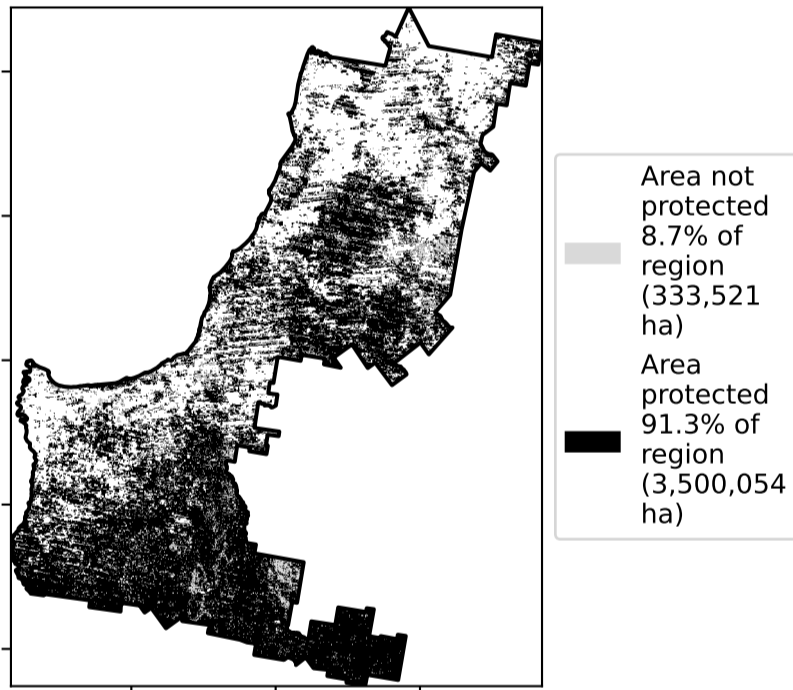 Area not
protected
8.7% of
region
(333,521
ha)
Area
protected
91.3% of
region
(3,500,054
ha)